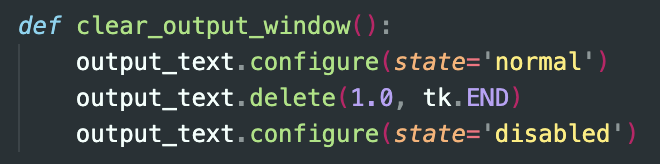 def clear_output_window():
    output_text.configure(state='normal')
    output_text.delete(1.0, tk.END)
    output_text.configure(state='disabled')